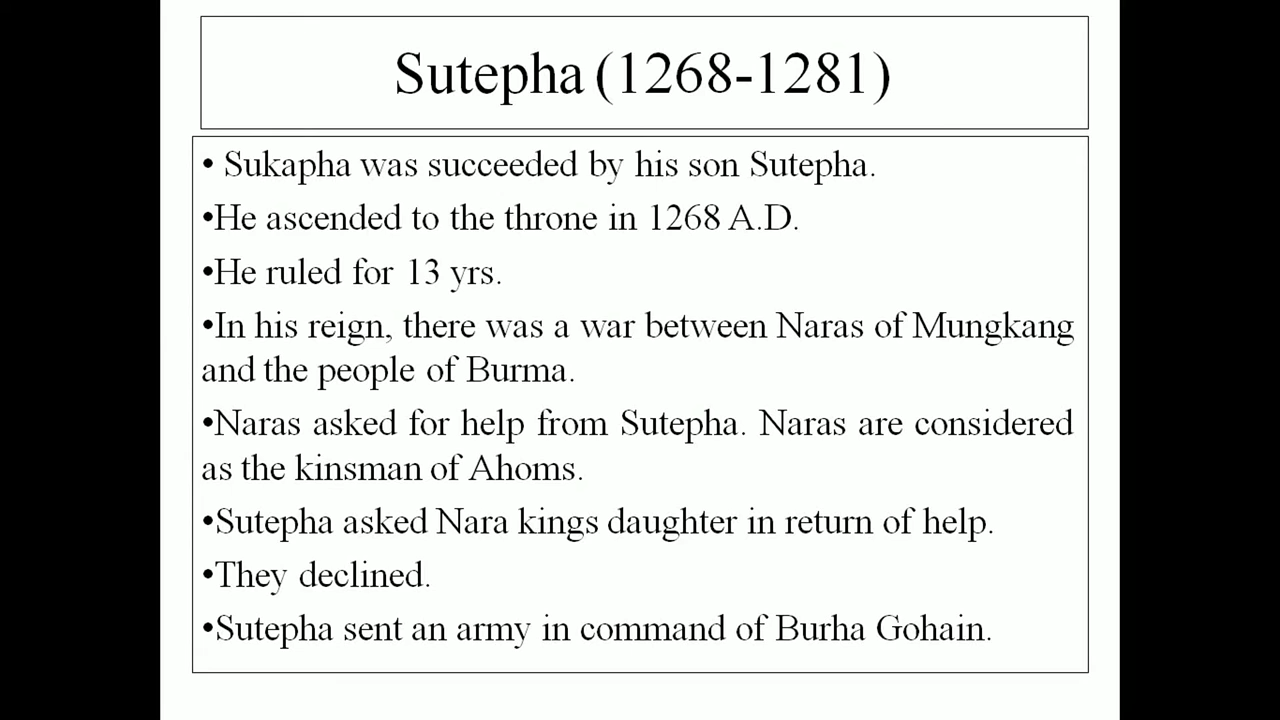 Sutepha (1268-1281)
• Sukapha was succeeded by his son Sutepha.
•He ascended to the throne in 1268 A.D.
•He ruled for 13 yrs.
•In his reign, there was a war between Naras of Mungkang
and the people of Burma.
•Naras asked for help from Sutepha. Naras are considered
as the kinsman of Ahoms.
•Sutepha asked Nara kings daughter in return of help.
•They declined.
•Sutepha sent an army in command of Burha Gohain.